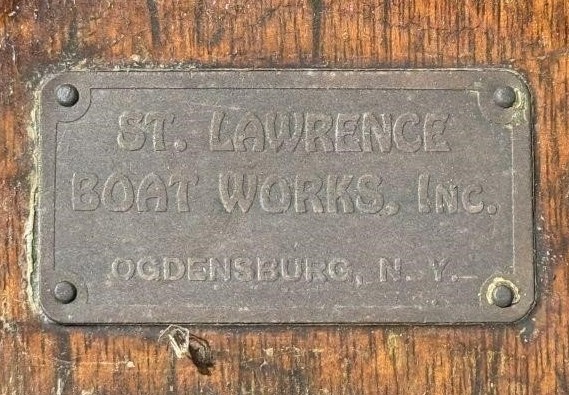 ST. LAWRENCE
BOAT WORKS, INC.
OGDENSBURG, N. Y.